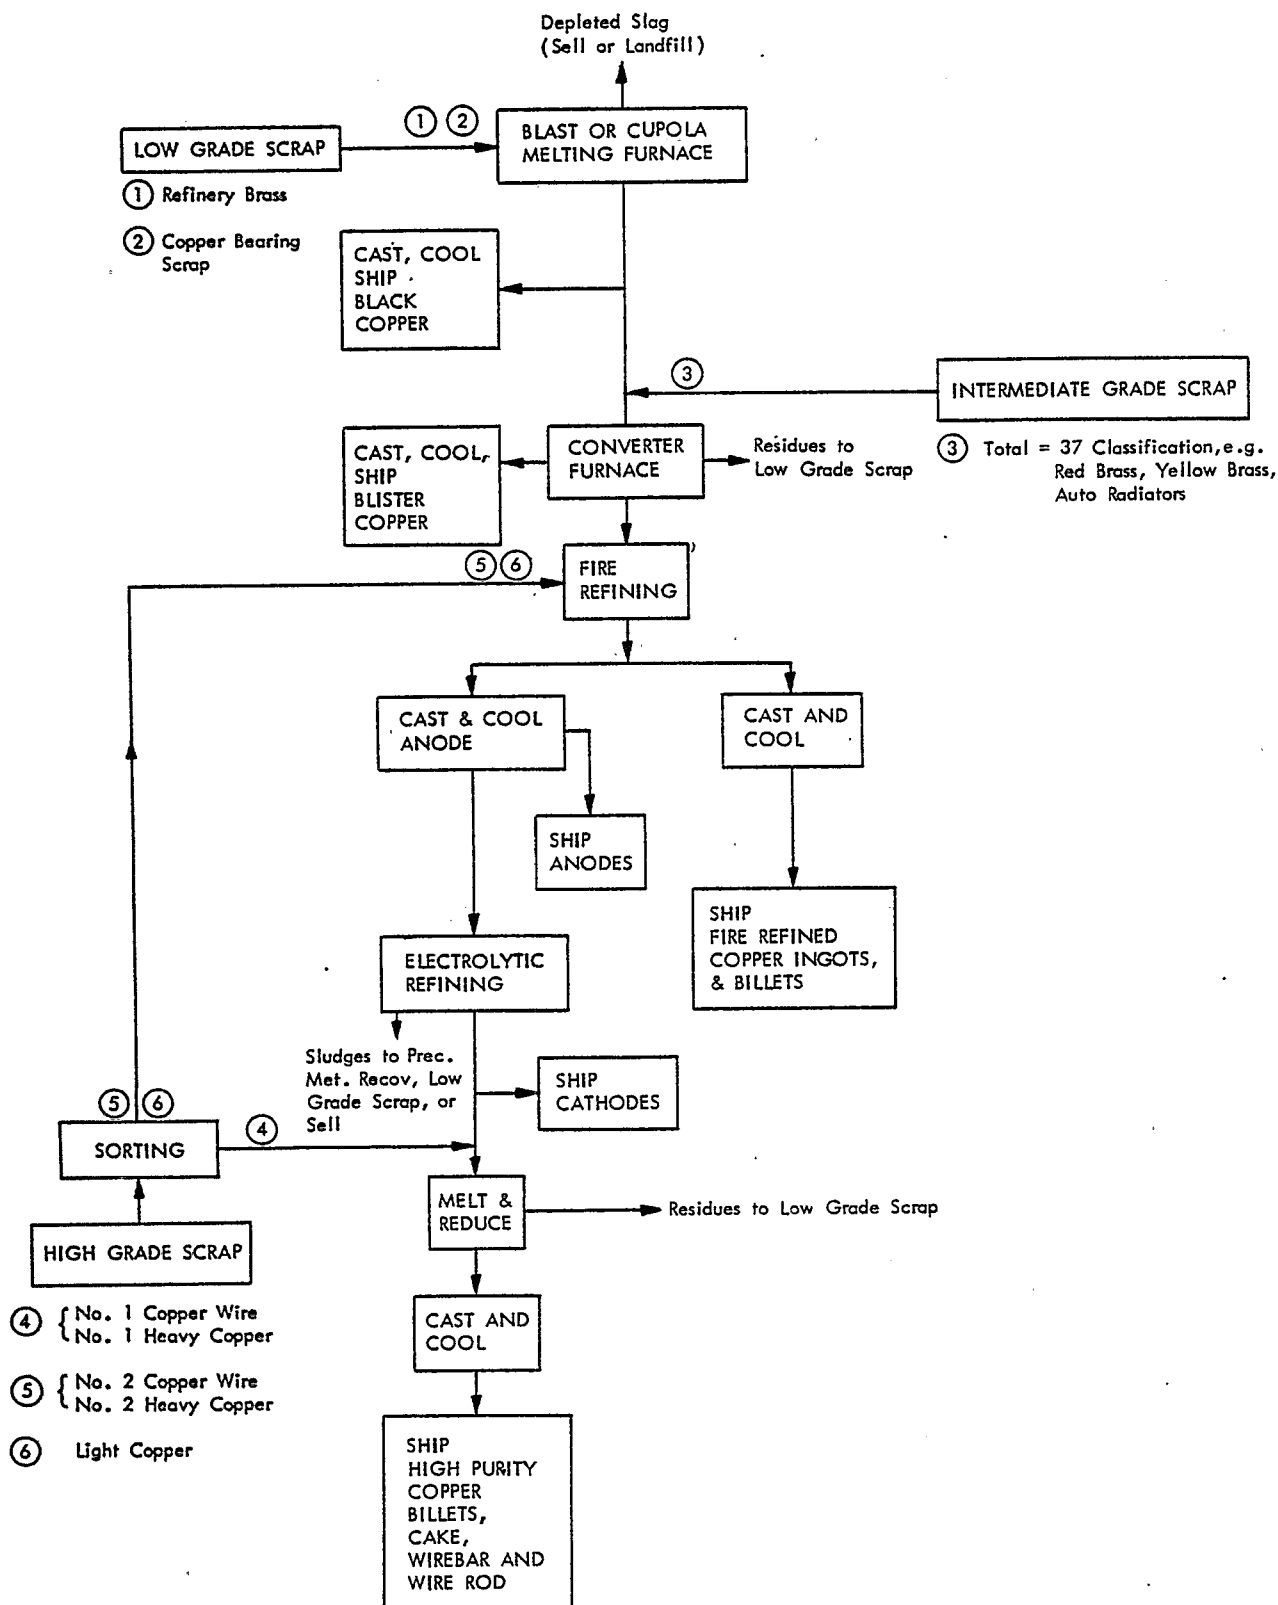 Depleted Slag
(Sell or Landfill)
① ②
BLAST OR CUPOLA
MELTING FURNACE
LOW GRADE SCRAP
① Refinery Brass
② Copper Bearing
Scrap
CAST, COOL
SHIP
BLACK
COPPER
③
INTERMEDIATE GRADE SCRAP
③ Total = 37 Classification, e.g.
Red Brass, Yellow Brass,
Auto Radiators
CAST, COOL,
SHIP
BLISTER
COPPER
CONVERTER
FURNACE
Residues to
Low Grade Scrap
⑤ ⑥
FIRE
REFINING
CAST & COOL
ANODE
CAST AND
COOL
SHIP
ANODES
SHIP
FIRE REFINED
COPPER INGOTS,
& BILLETS
ELECTROLYTIC
REFINING
Sludges to Prec.
Met. Recov, Low
Grade Scrap, or
Sell
SHIP
CATHODES
⑤ ⑥
SORTING
④
HIGH GRADE SCRAP
MELT &
REDUCE
Residues to Low Grade Scrap
④ { No. 1 Copper Wire
No. 1 Heavy Copper
⑤ { No. 2 Copper Wire
No. 2 Heavy Copper
⑥ Light Copper
CAST AND
COOL
SHIP
HIGH PURITY
COPPER
BILLETS,
CAKE,
WIREBAR AND
WIRE ROD